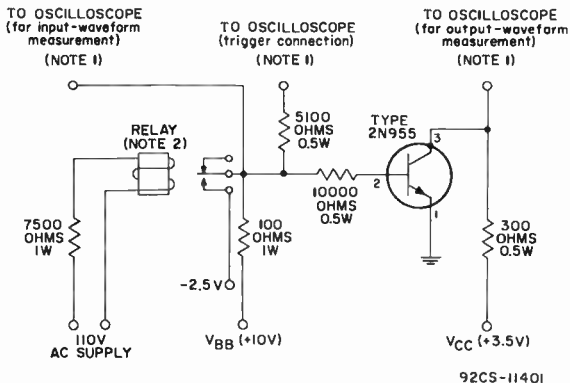 TO OSCILLOSCOPE
(for input-waveform
measurement)
(NOTE 1)
TO OSCILLOSCOPE
(trigger connection)
(NOTE 1)
TO OSCILLOSCOPE
(for output-waveform
measurement)
(NOTE 1)
RELAY
(NOTE 2)
5100
OHMS
0.5W
TYPE
2N955
3
2
1
10000
OHMS
0.5W
7500
OHMS
1W
100
OHMS
1W
300
OHMS
0.5W
-2.5V
110V
AC SUPPLY
VBB (+10V)
VCC (+3.5V)
92CS-11401